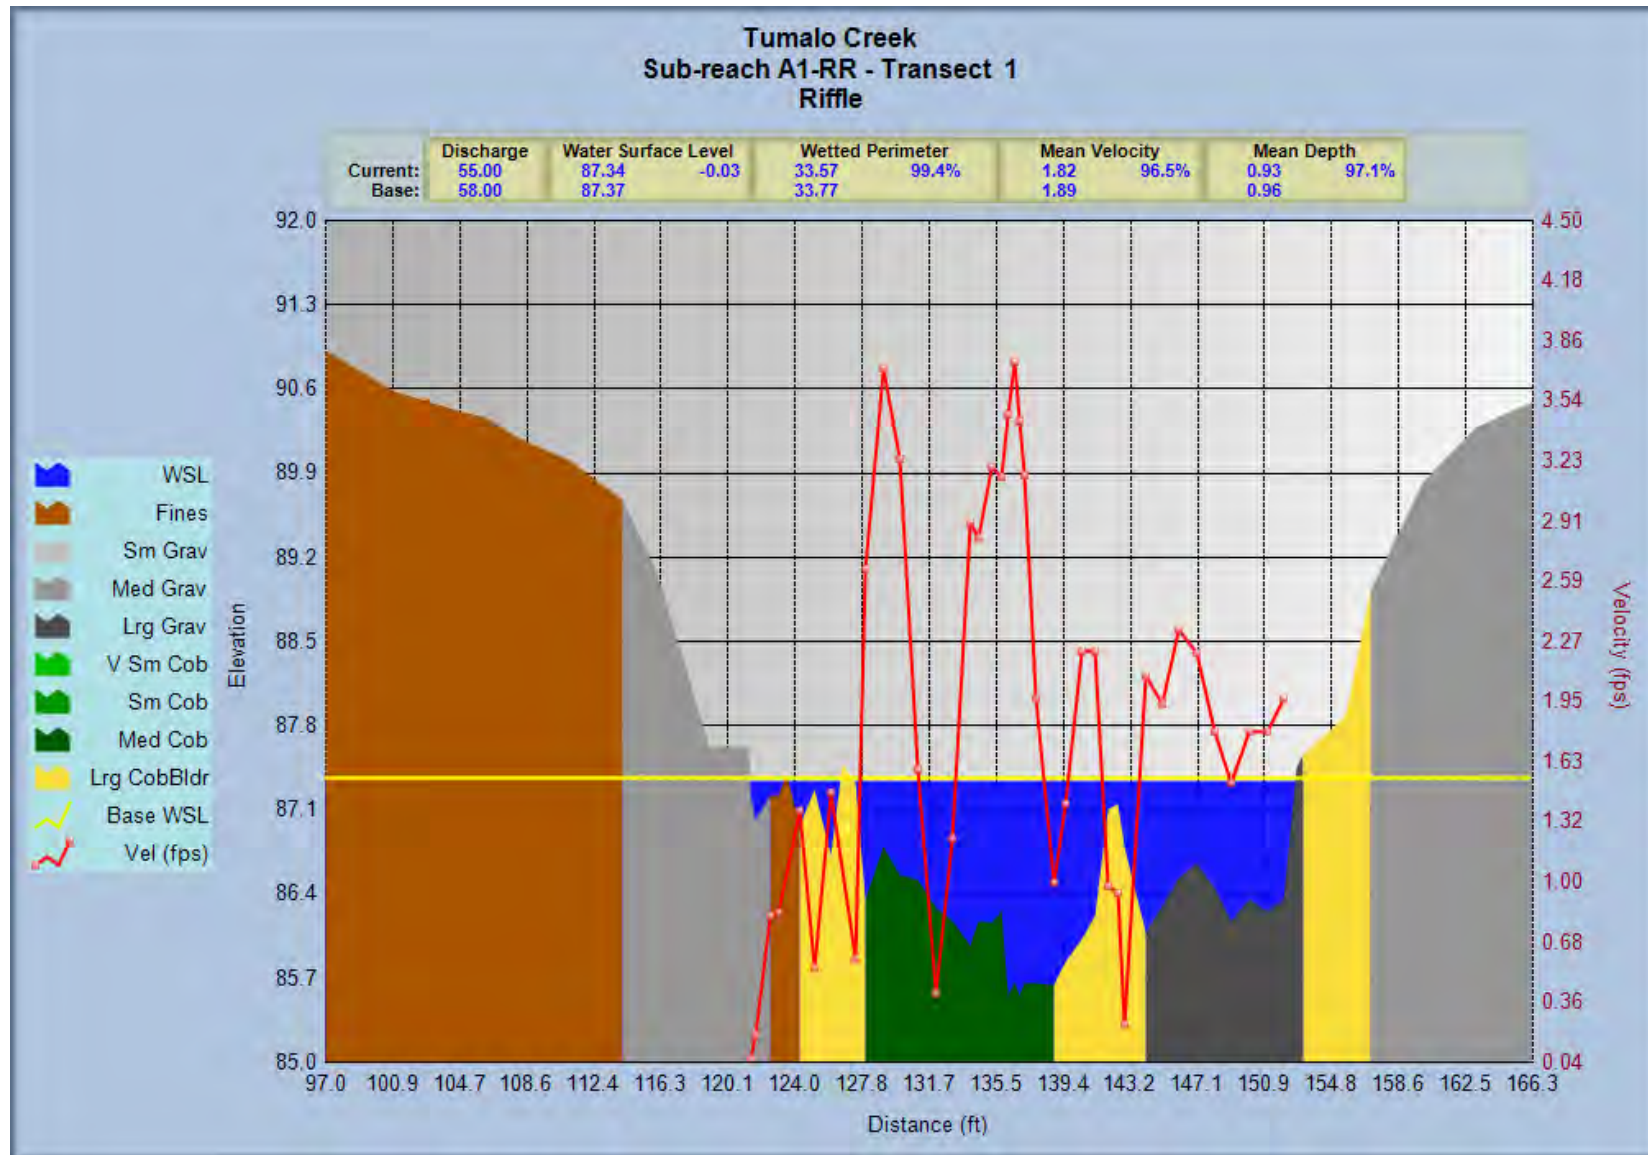 Tumalo Creek
Sub-reach A1-RR - Transect 1
Riffle
Discharge Water Surface Level Wetted Perimeter Mean Velocity Mean Depth
Current: 55.00 87.34 -0.03 33.57 99.4% 1.82 96.5% 0.93 97.1%
Base: 58.00 87.37 33.77 1.89 0.96
92.0
91.3
90.6
89.9
89.2
88.5
87.8
87.1
86.4
85.7
85.0
Elevation
4.50
4.18
3.86
3.54
3.23
2.91
2.59
2.27
1.95
1.63
1.32
1.00
0.68
0.36
0.04
Velocity (fps)
WSL
Fines
Sm Grav
Med Grav
Lrg Grav
V Sm Cob
Sm Cob
Med Cob
Lrg CobBldr
Base WSL
Vel (fps)
97.0 100.9 104.7 108.6 112.4 116.3 120.1 124.0 127.8 131.7 135.5 139.4 143.2 147.1 150.9 154.8 158.6 162.5 166.3
Distance (ft)